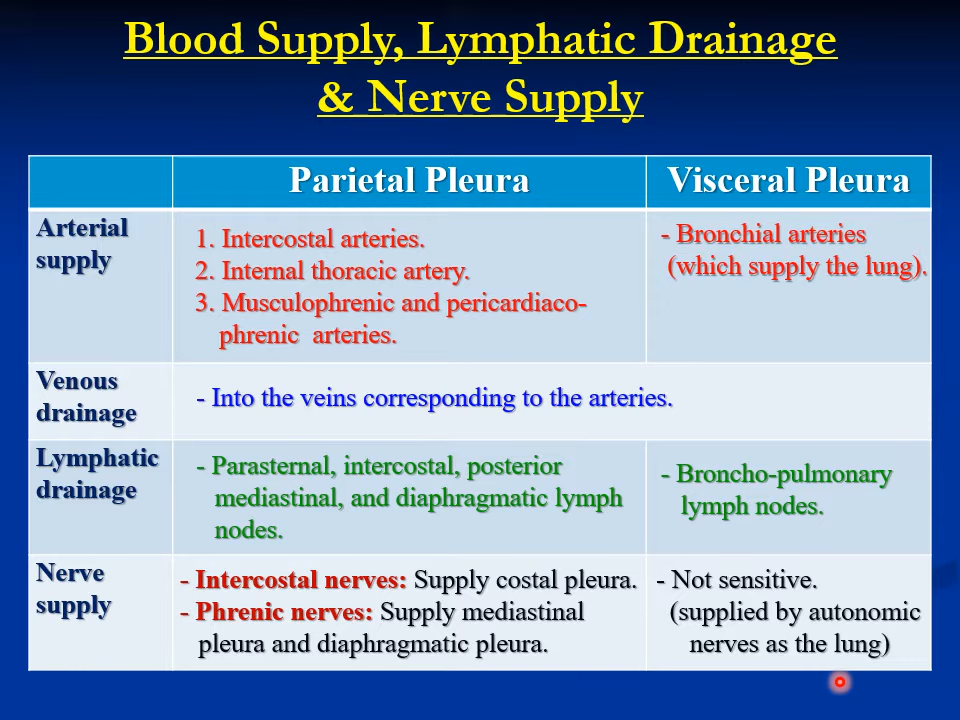 Blood Supply, Lymphatic Drainage
& Nerve Supply
Parietal Pleura
Visceral Pleura
Arterial
supply
1. Intercostal arteries.
2. Internal thoracic artery.
3. Musculophrenic and pericardiaco-
phrenic arteries.
- Bronchial arteries
(which supply the lung).
Venous
drainage
- Into the veins corresponding to the arteries.
Lymphatic
drainage
- Parasternal, intercostal, posterior
mediastinal, and diaphragmatic lymph
nodes.
- Broncho-pulmonary
lymph nodes.
Nerve
supply
- Intercostal nerves: Supply costal pleura.
- Phrenic nerves: Supply mediastinal
pleura and diaphragmatic pleura.
- Not sensitive.
(supplied by autonomic
nerves as the lung)